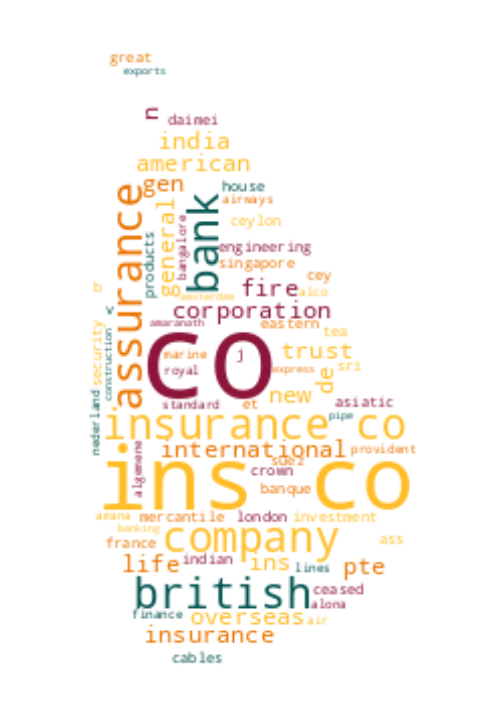 great
exports
n
daimei
india
american
gen
house
airways
assurance
general
bank
ceylon
products
bangalore
engineering
singapore
cey
fire
alco
amsterdam
corporation
amaranath
eastern
tea
co
j
marine
royal
express
trust
sri
de
security
construction
nederland
standard
et
new
asiatic
pipe
insurance co
algemene
international
provident
suez
crown
ins co
banque
amana
mercantile
london
investment
banking
company
ass
france
life
indian
ins
lines
pte
british
ceased
alona
finance
overseas
air
insurance
cables